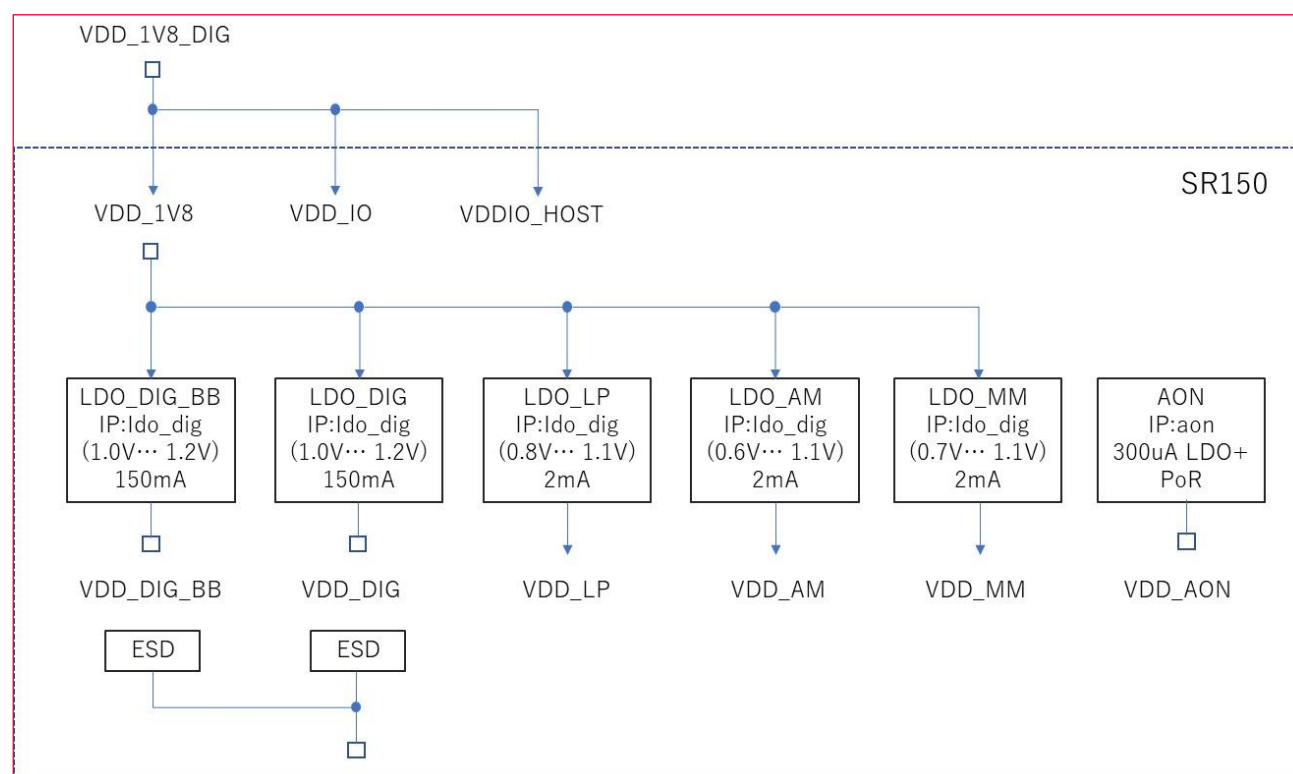 VDD_1V8_DIG
SR150
VDD_1V8
VDD_IO
VDDIO_HOST
LDO_DIG_BB
IP:ldo_dig
(1.0V··· 1.2V)
150mA
LDO_DIG
IP:ldo_dig
(1.0V··· 1.2V)
150mA
LDO_LP
IP:ldo_dig
(0.8V··· 1.1V)
2mA
LDO_AM
IP:ldo_dig
(0.6V··· 1.1V)
2mA
LDO_MM
IP:ldo_dig
(0.7V··· 1.1V)
2mA
AON
IP:aon
300uA LDO+
PoR
VDD_DIG_BB
VDD_DIG
VDD_LP
VDD_AM
VDD_MM
VDD_AON
ESD
ESD